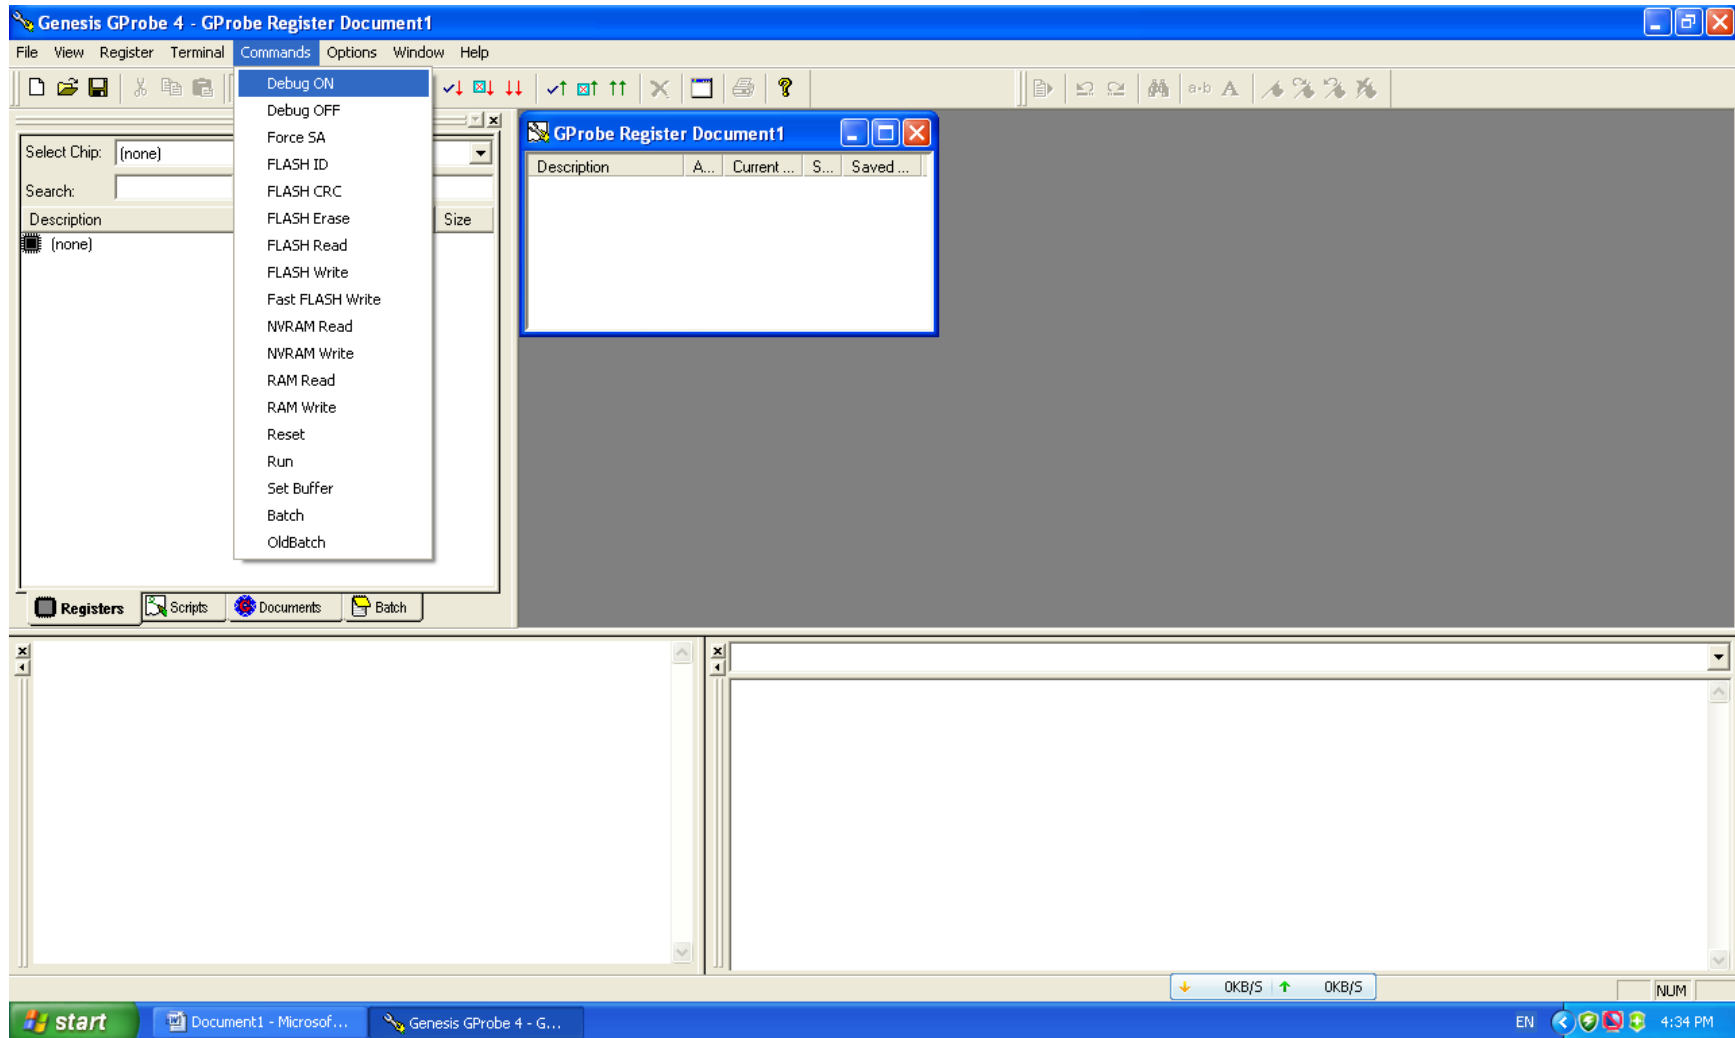 Genesis GProbe 4 - GProbe Register Document1
File View Register Terminal Commands Options Window Help
Debug ON
Debug OFF
Force SA
FLASH ID
FLASH CRC
FLASH Erase
FLASH Read
FLASH Write
Fast FLASH Write
NVRAM Read
NVRAM Write
RAM Read
RAM Write
Reset
Run
Set Buffer
Batch
OldBatch
a-b A
Select Chip: (none)
Search:
Description Size
(none)
Registers Scripts Documents Batch
GProbe Register Document1
Description A... Current ... S... Saved ...
0KB/S 0KB/S
NUM
start Document1 - Microsof... Genesis GProbe 4 - G... EN 4:34 PM